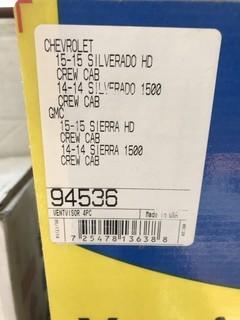 CHEVROLET
15-15 SILVERADO HD
CREW CAB
14-14 SILVERADO 1500
CREW CAB
GMC
15-15 SIERRA HD
CREW CAB
14-14 SIERRA 1500
CREW CAB
94536
VENTVISOR 4PC
Made in USA
7 25478 13638 8